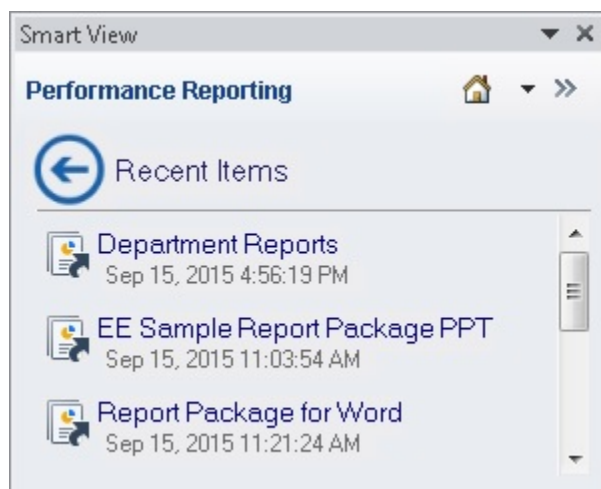 Smart View
Performance Reporting
Recent Items
Department Reports
Sep 15, 2015 4:56:19 PM
EE Sample Report Package PPT
Sep 15, 2015 11:03:54 AM
Report Package for Word
Sep 15, 2015 11:21:24 AM